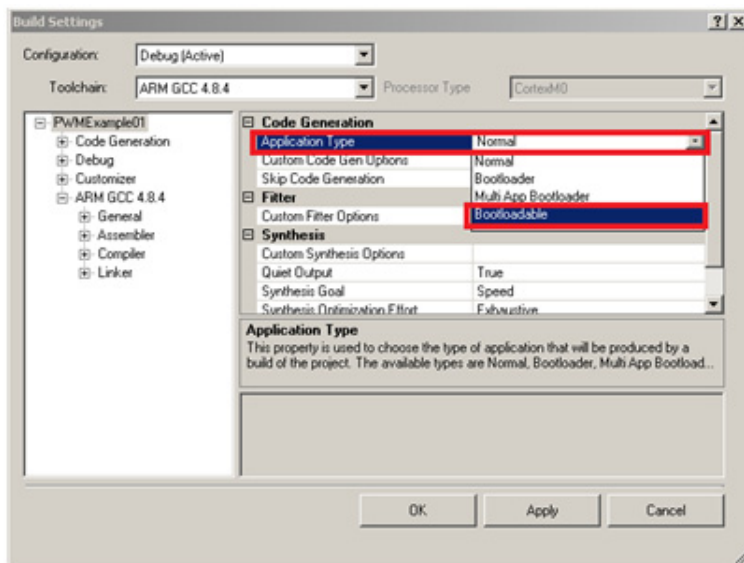 Build Settings
Configuration: Debug (Active)
Toolchain: ARM GCC 4.8.4 Processor Type CortexM0
PWMExample01
Code Generation
Debug
Customizer
ARM GCC 4.8.4
General
Assembler
Compiler
Linker
Code Generation
Application Type Normal
Custom Code Gen Options Normal
Skip Code Generation Bootloader
Multi App Bootloader
Fitter
Custom Fitter Options Bootloadable
Synthesis
Custom Synthesis Options
Quiet Output True
Synthesis Goal Speed
Synthesis Optimization Effort Exhaustive
Application Type
This property is used to choose the type of application that will be produced by a
build of the project. The available types are Normal, Bootloader, Multi App Bootload...
OK Apply Cancel